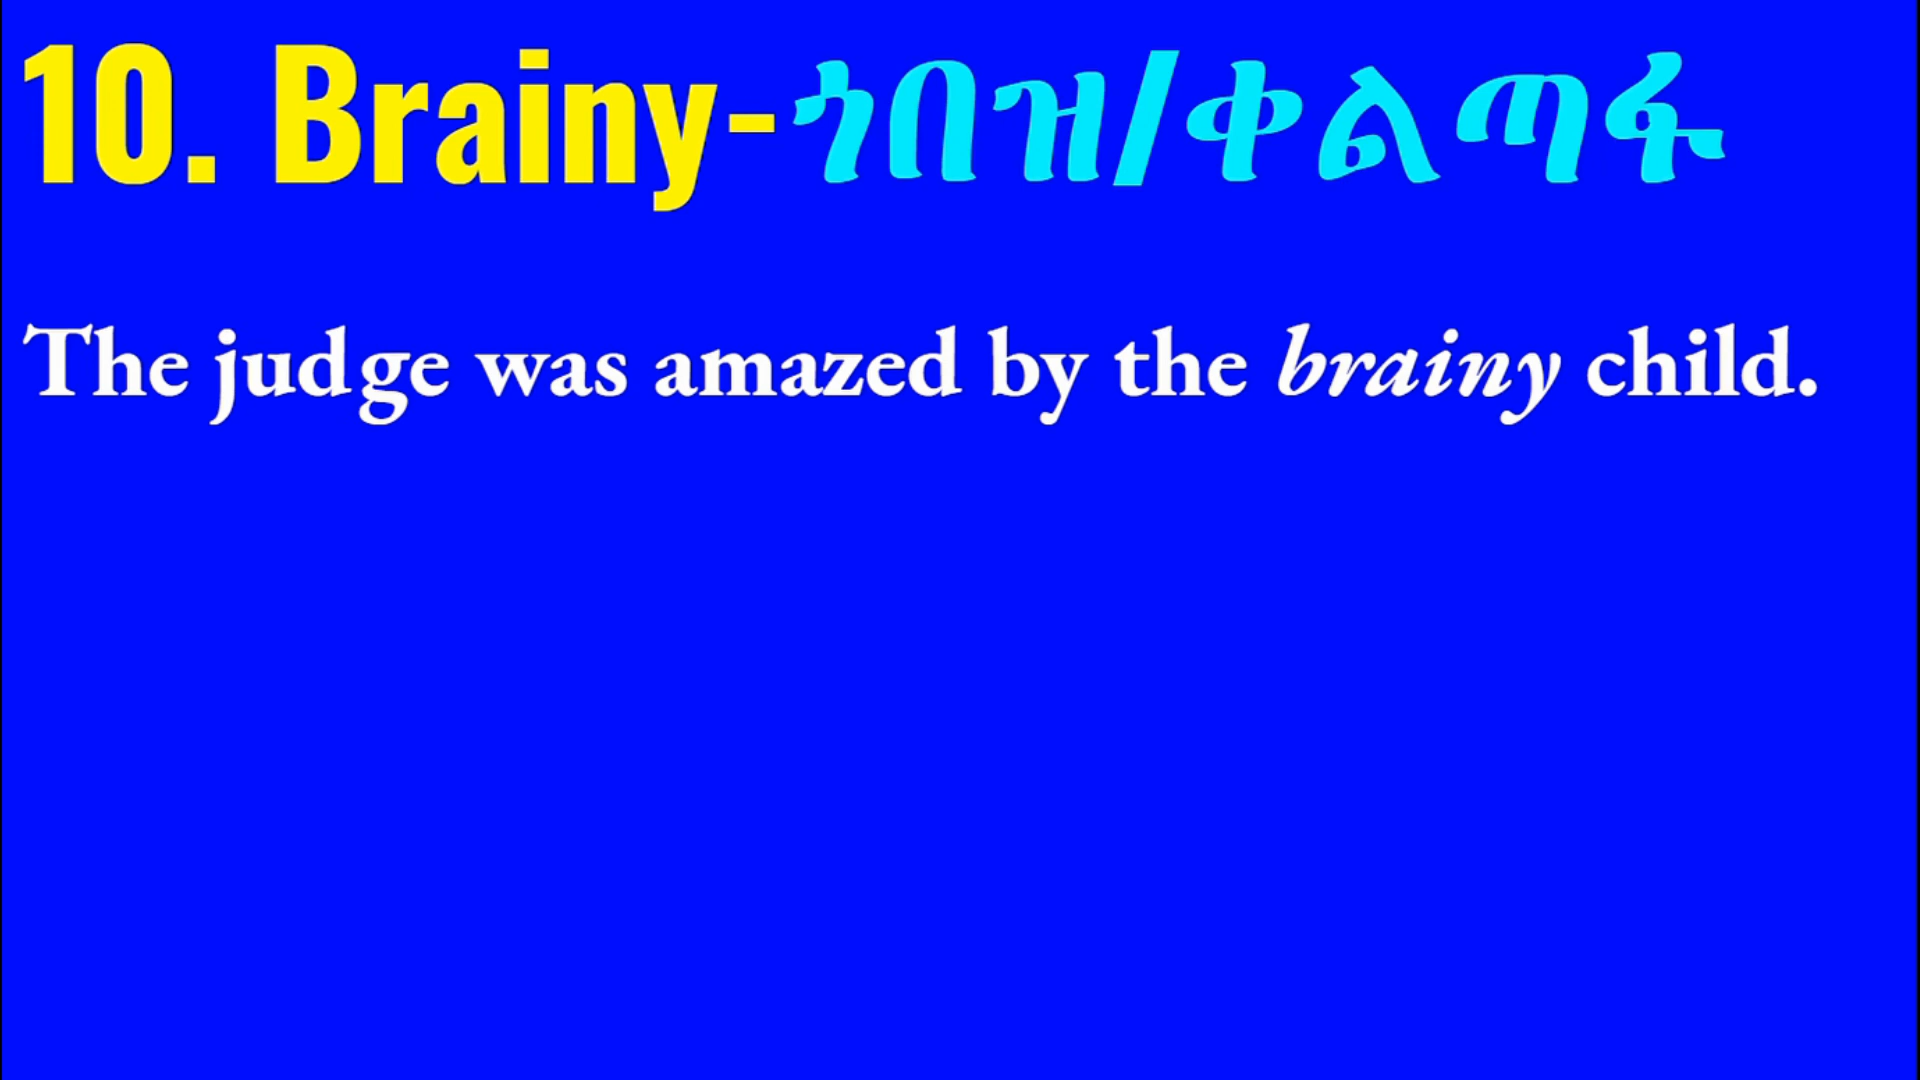 10. Brainy-ጎበዝ/ቀልጣፋ
The judge was amazed by the brainy child.